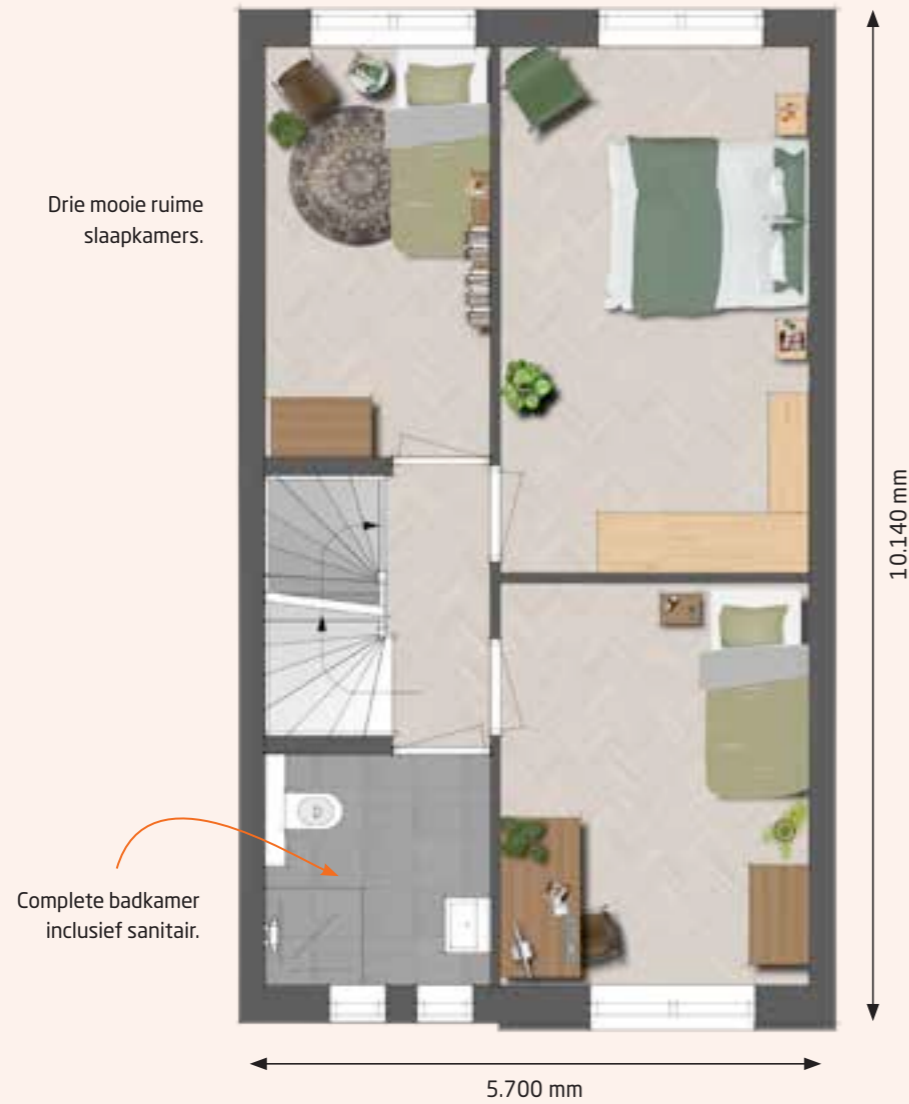 Drie mooie ruime
slaapkamers.
10.140 mm
Complete badkamer
inclusief sanitair.
5.700 mm